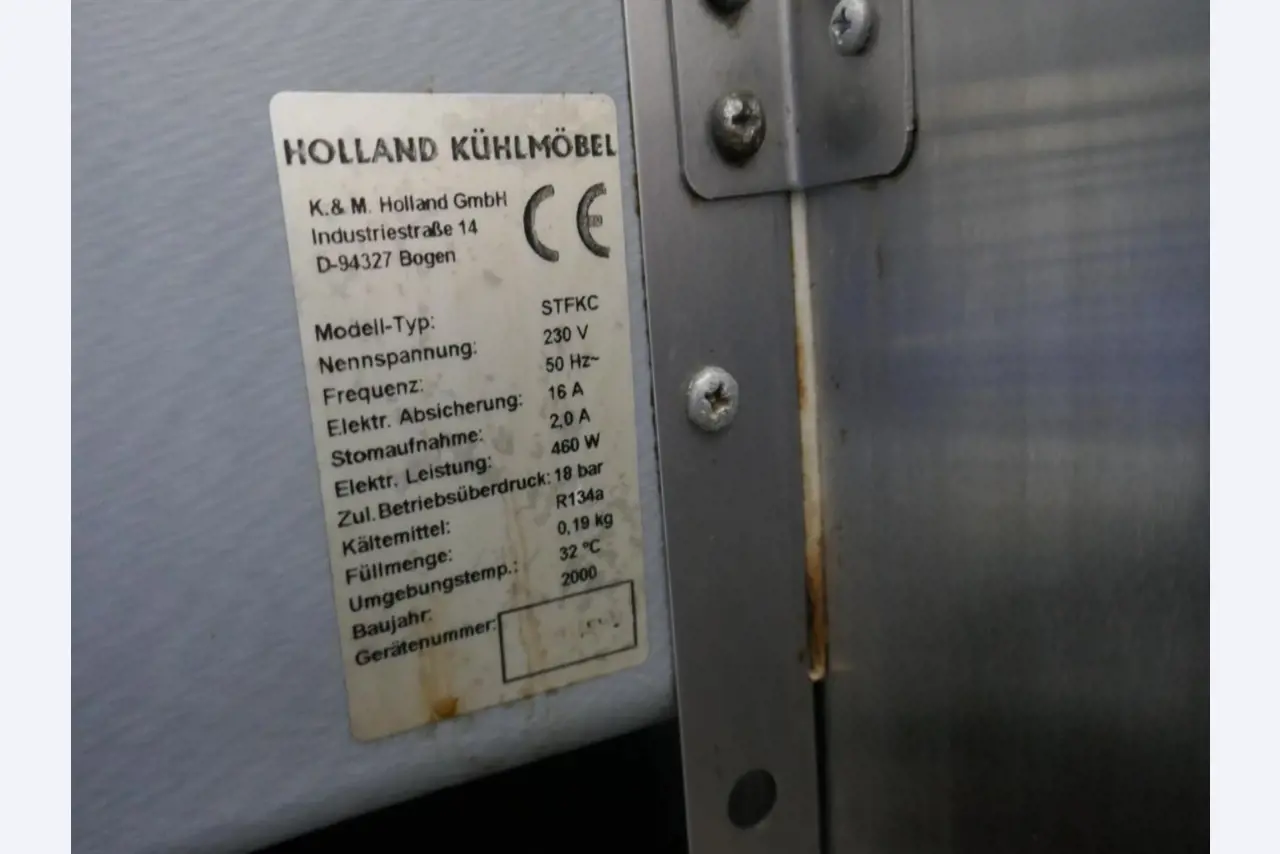 HOLLAND KÜHLMÖBEL
K.& M. Holland GmbH
Industriestraße 14
D-94327 Bogen
CE
Modell-Typ: STFKC
Nennspannung: 230 V
Frequenz: 50 Hz~
Elektr. Absicherung: 16 A
Stomaufnahme: 2,0 A
Elektr. Leistung: 460 W
Zul.Betriebsüberdruck: 18 bar
Kältemittel: R134a
Füllmenge: 0,19 kg
Umgebungstemp.: 32 °C
Baujahr: 2000
Gerätenummer: